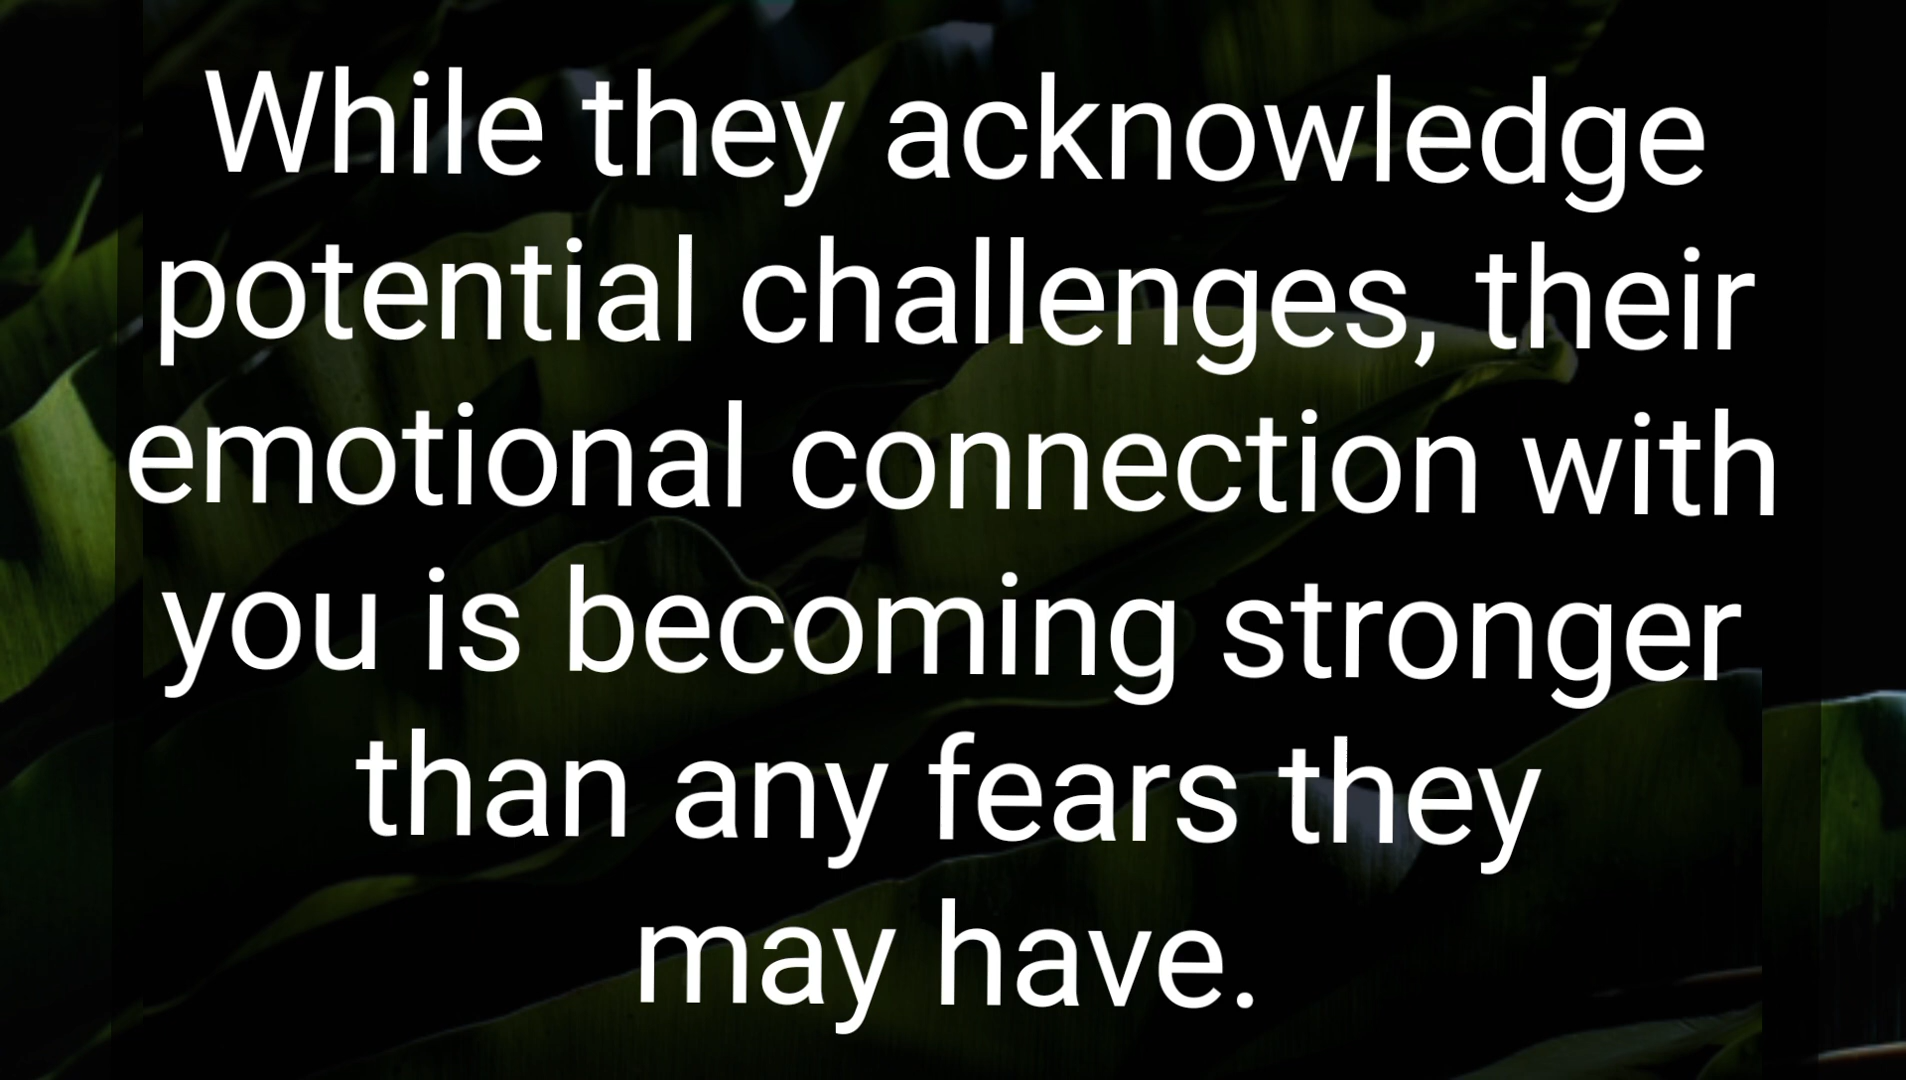 While they acknowledge
potential challenges, their
emotional connection with
you is becoming stronger
than any fears they
may have.